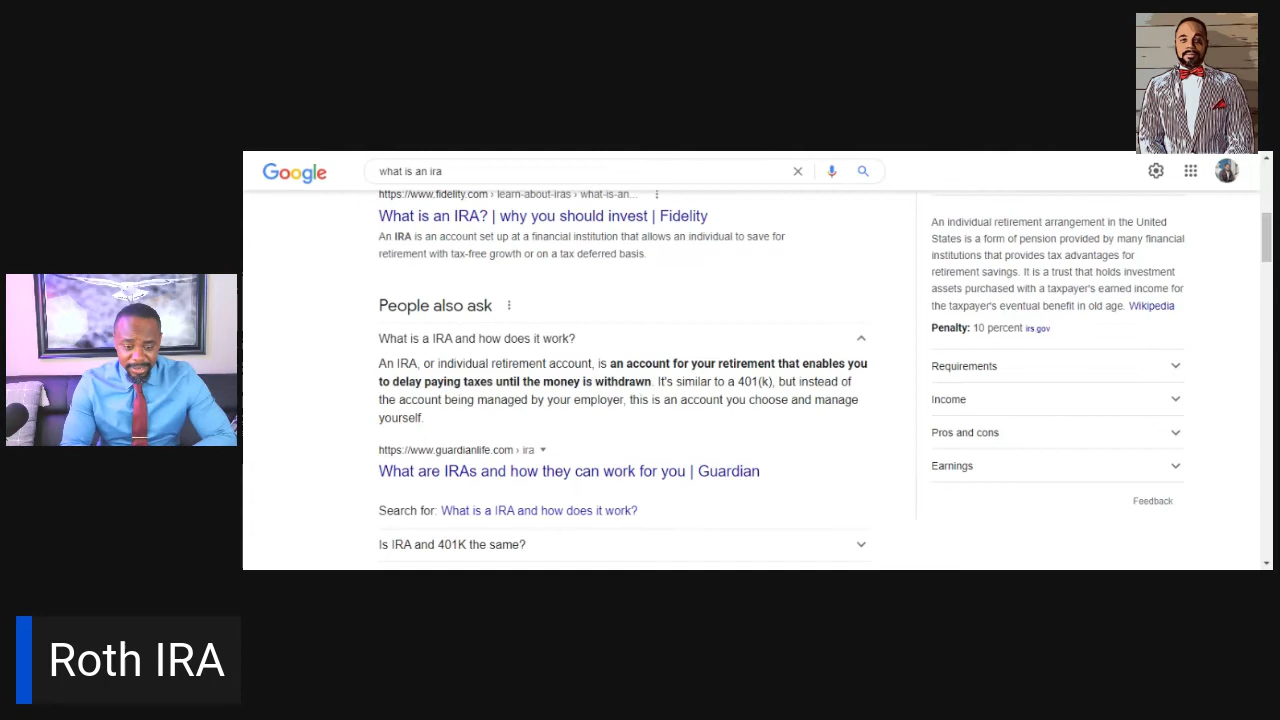 Google
what is an ira
https://www.fidelity.com › learn-about-iras › what-is-an...
What is an IRA? | why you should invest | Fidelity
An IRA is an account set up at a financial institution that allows an individual to save for
retirement with tax-free growth or on a tax deferred basis.
People also ask
What is a IRA and how does it work?
An IRA, or individual retirement account, is an account for your retirement that enables you
to delay paying taxes until the money is withdrawn. It's similar to a 401(k), but instead of
the account being managed by your employer, this is an account you choose and manage
yourself.
https://www.guardianlife.com › ira
What are IRAs and how they can work for you | Guardian
Search for: What is a IRA and how does it work?
Is IRA and 401K the same?
An individual retirement arrangement in the United
States is a form of pension provided by many financial
institutions that provides tax advantages for
retirement savings. It is a trust that holds investment
assets purchased with a taxpayer's earned income for
the taxpayer's eventual benefit in old age. Wikipedia
Penalty: 10 percent irs.gov
Requirements
Income
Pros and cons
Earnings
Feedback
Roth IRA